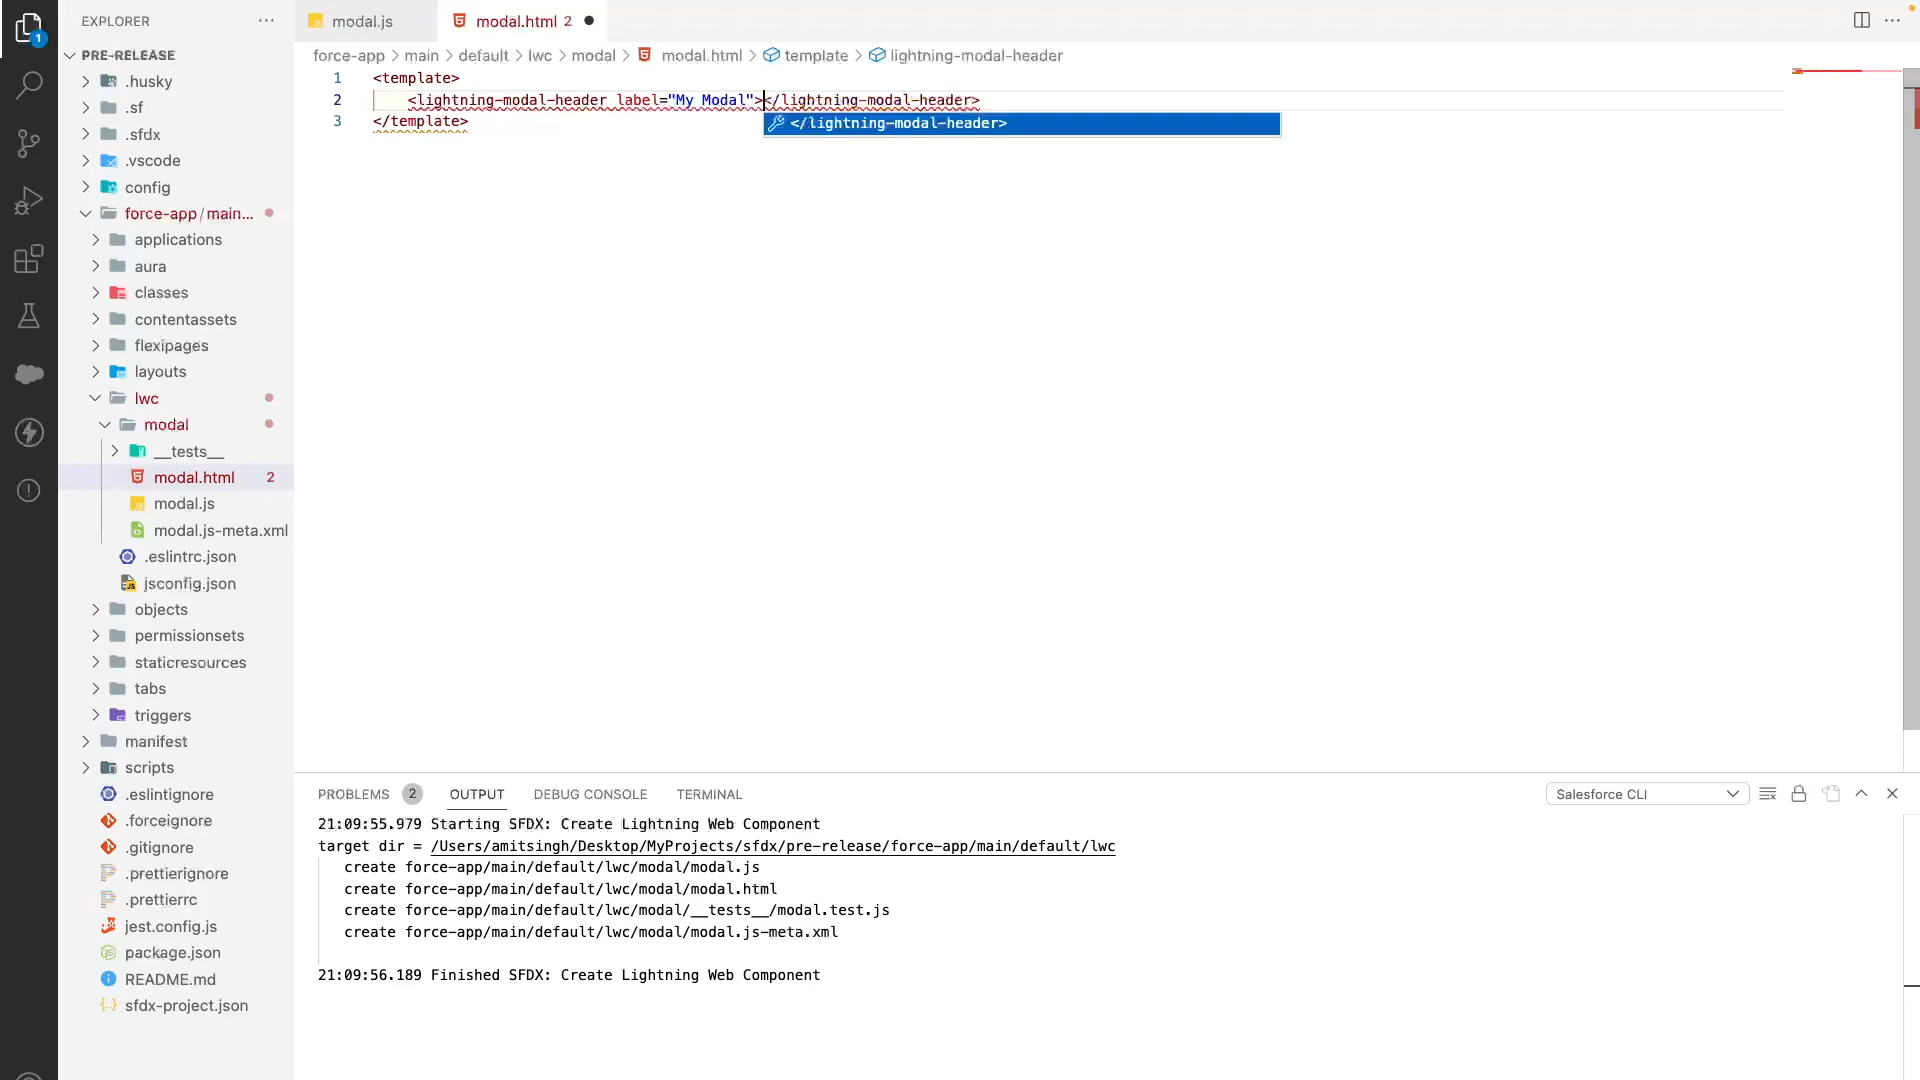 EXPLORER
1
PRE-RELEASE
.husky
.sf
.sfdx
.vscode
config
force-app/main...
applications
aura
classes
contentassets
flexipages
layouts
lwc
modal
__tests__
modal.html 2
modal.js
modal.js-meta.xml
.eslintrc.json
jsconfig.json
objects
permissionsets
staticresources
tabs
triggers
manifest
scripts
.eslintignore
.forceignore
.gitignore
.prettierignore
.prettierrc
jest.config.js
package.json
README.md
sfdx-project.json
modal.js
modal.html 2
force-app > main > default > lwc > modal > modal.html > template > lightning-modal-header
1 <template>
2 <lightning-modal-header label="My Modal"></lightning-modal-header>
3 </template>
</lightning-modal-header>
PROBLEMS 2 OUTPUT DEBUG CONSOLE TERMINAL
Salesforce CLI
21:09:55.979 Starting SFDX: Create Lightning Web Component
target dir = /Users/amitsingh/Desktop/MyProjects/sfdx/pre-release/force-app/main/default/lwc
create force-app/main/default/lwc/modal/modal.js
create force-app/main/default/lwc/modal/modal.html
create force-app/main/default/lwc/modal/__tests__/modal.test.js
create force-app/main/default/lwc/modal/modal.js-meta.xml
21:09:56.189 Finished SFDX: Create Lightning Web Component